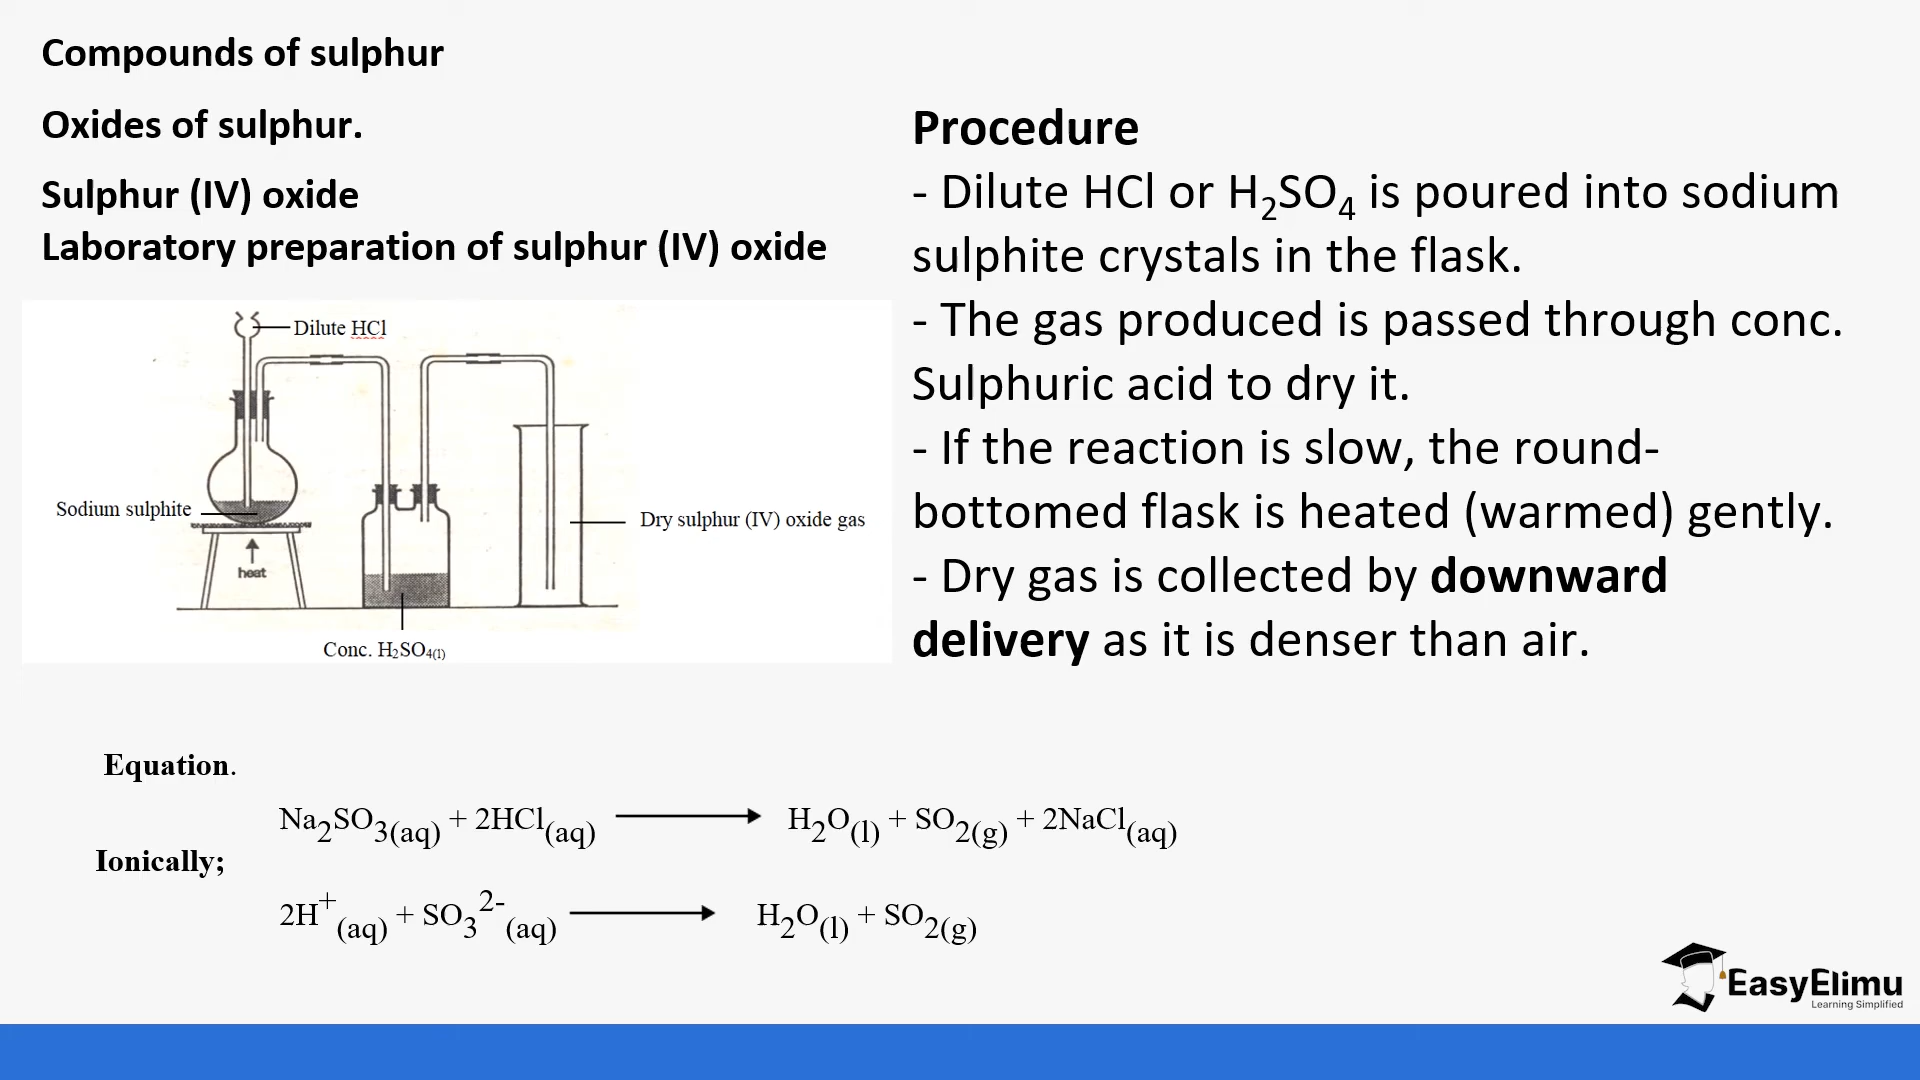 Compounds of sulphur
Oxides of sulphur.
Sulphur (IV) oxide
Laboratory preparation of sulphur (IV) oxide
Dilute HCl
Sodium sulphite
heat
Dry sulphur (IV) oxide gas
Conc. H₂SO₄₍ₗ₎
Procedure
- Dilute HCl or H₂SO₄ is poured into sodium
sulphite crystals in the flask.
- The gas produced is passed through conc.
Sulphuric acid to dry it.
- If the reaction is slow, the round-
bottomed flask is heated (warmed) gently.
- Dry gas is collected by downward
delivery as it is denser than air.
Equation.
Na₂SO₃(aq) + 2HCl(aq) ⟶ H₂O(l) + SO₂(g) + 2NaCl(aq)
Ionically;
2H⁺(aq) + SO₃²⁻(aq) ⟶ H₂O(l) + SO₂(g)
EasyElimu
Learning Simplified